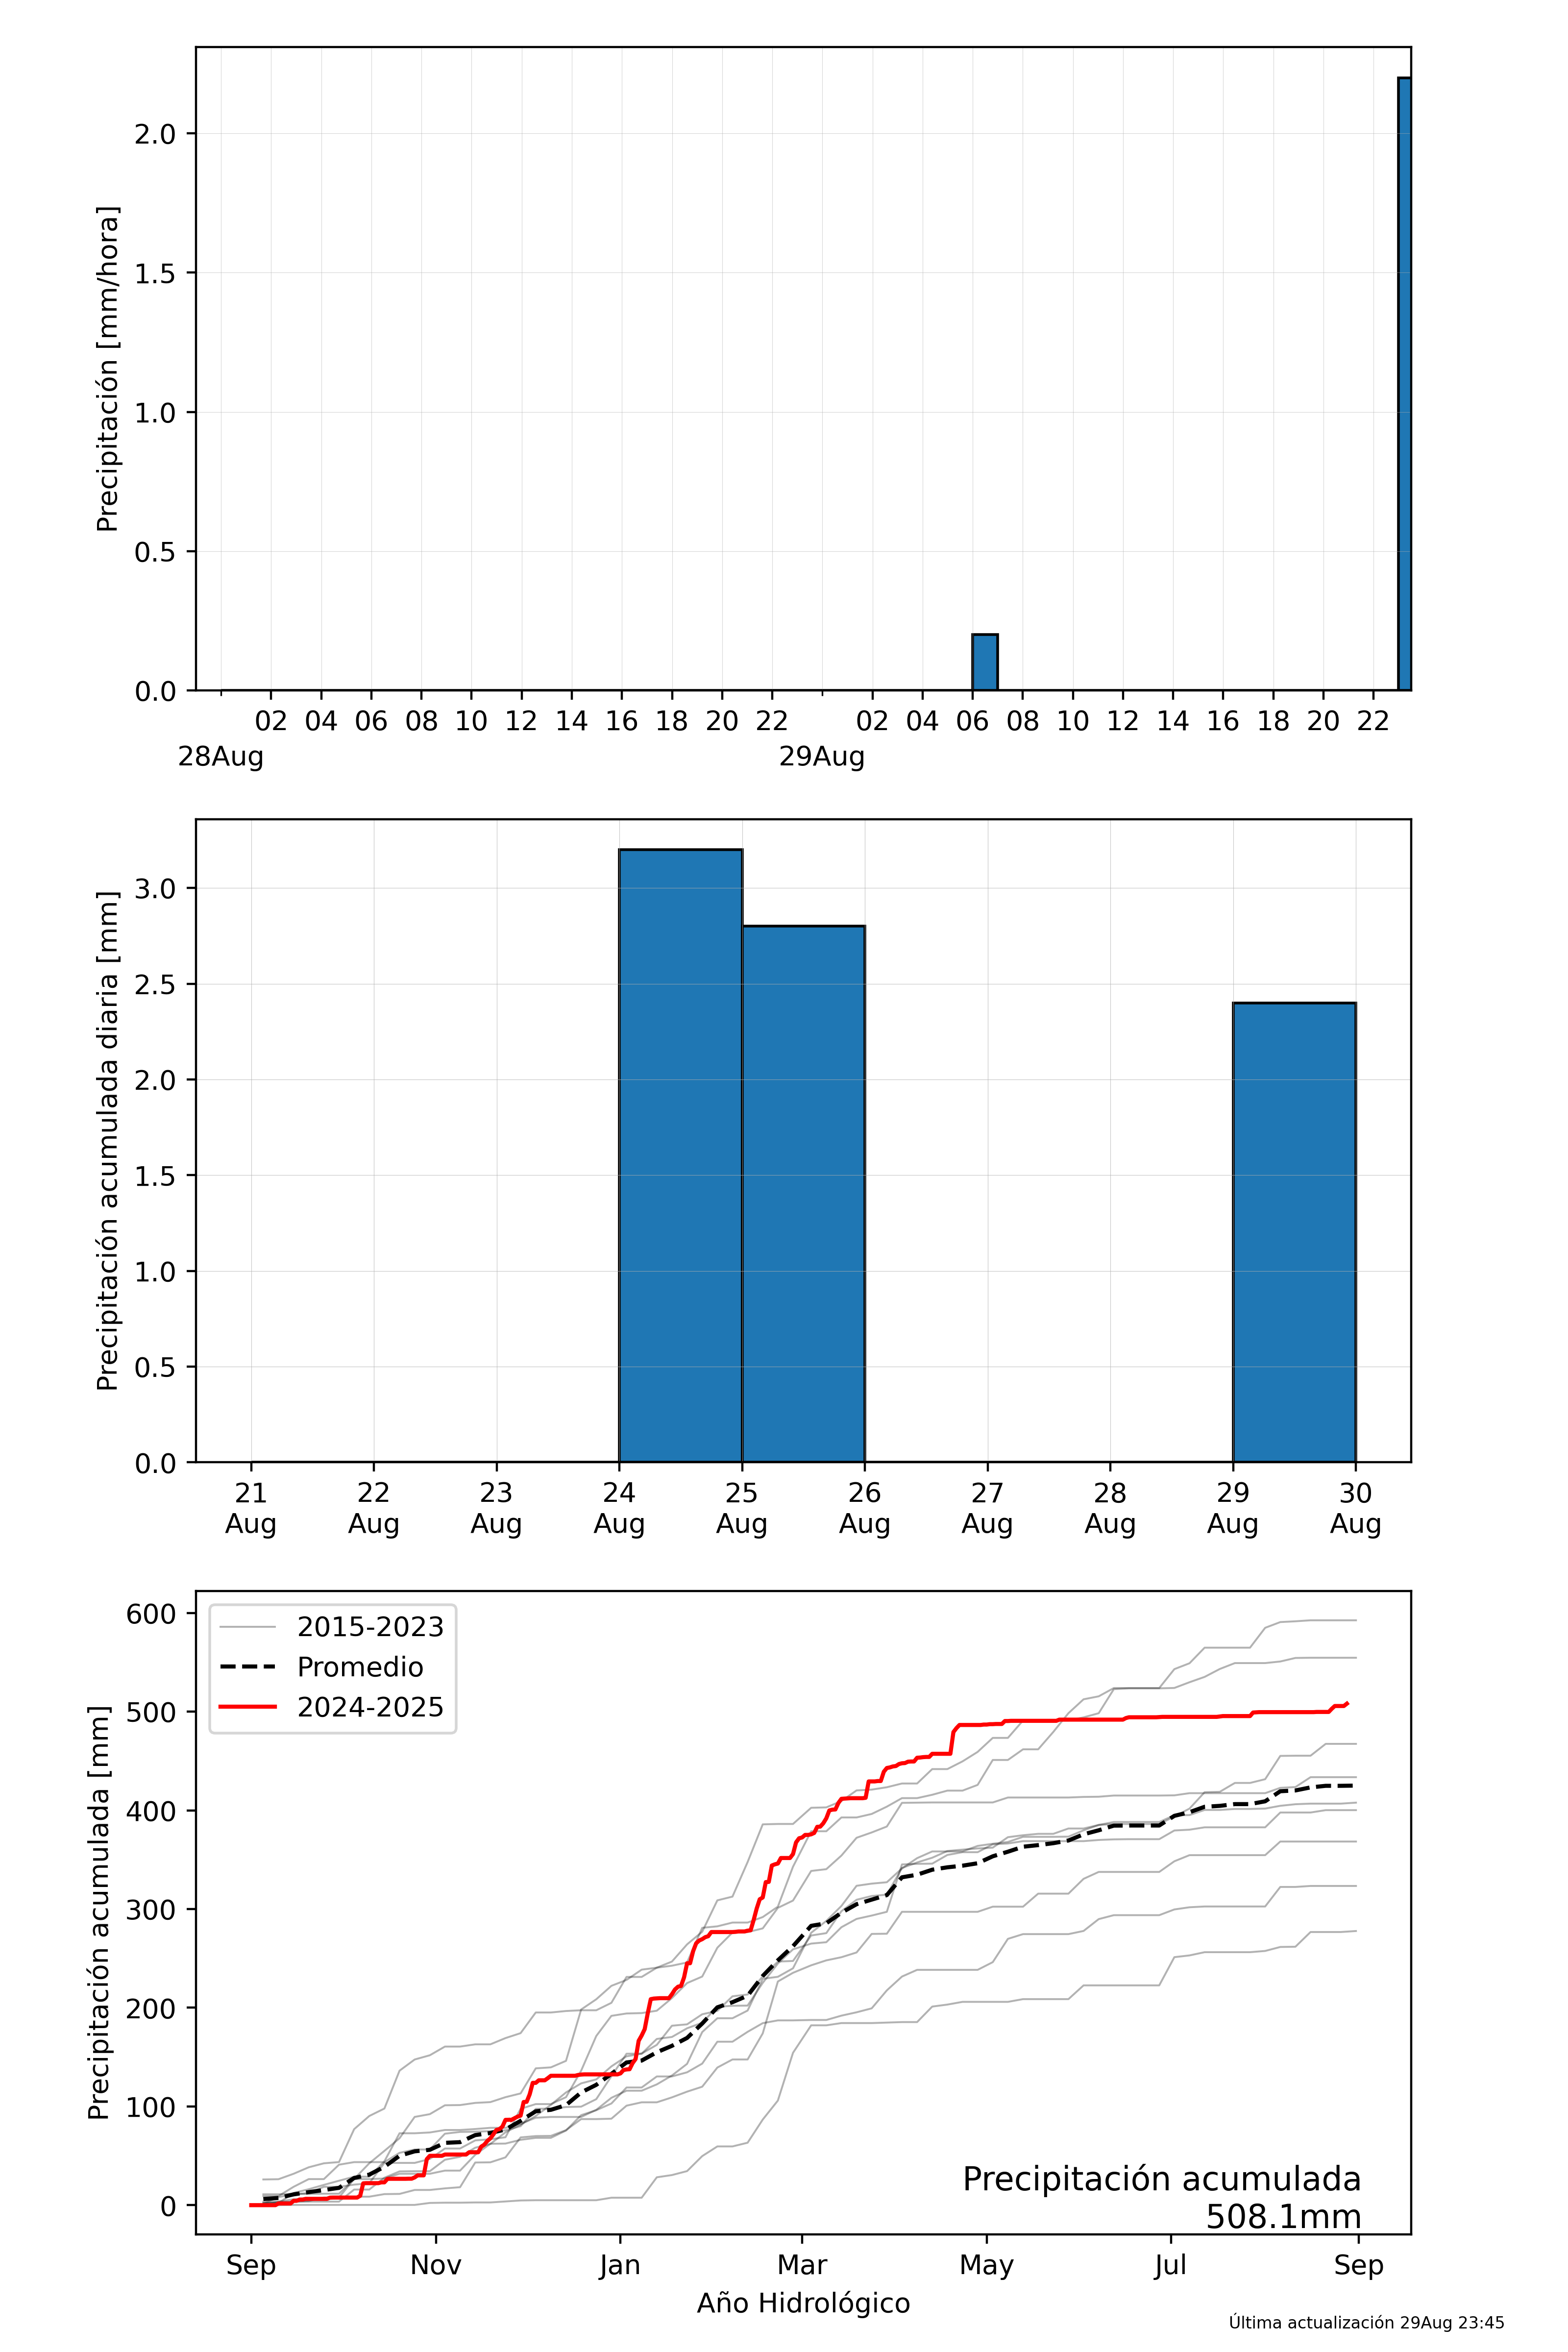 Precipitación [mm/hora]
2.0
1.5
1.0
0.5
0.0
02 04 06 08 10 12 14 16 18 20 22 02 04 06 08 10 12 14 16 18 20 22
28Aug 29Aug
Precipitación acumulada diaria [mm]
3.0
2.5
2.0
1.5
1.0
0.5
0.0
21 22 23 24 25 26 27 28 29 30
Aug Aug Aug Aug Aug Aug Aug Aug Aug Aug
Precipitación acumulada [mm]
600
500
400
300
200
100
0
2015-2023
Promedio
2024-2025
Precipitación acumulada
508.1mm
Sep Nov Jan Mar May Jul Sep
Año Hidrológico
Última actualización 29Aug 23:45